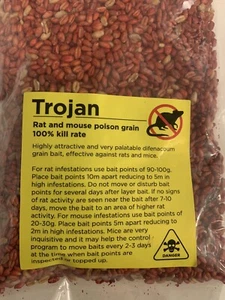 Trojan
Rat and mouse poison grain
100% kill rate
Highly attractive and very palatable difenacoum
grain bait, effective against rats and mice.
For rat infestations use bait points of 90-100g.
Place bait points 10m apart reducing to 5m in
high infestations. Do not move or disturb bait
points for several days after layer bait. If no signs
of rat activity are seen near the bait after 7-10
days, move the bait to an area of higher rat
activity. For mouse infestations use bait points of
20-30g. Place bait points 5m apart reducing to
2m in high infestations. Mice are very
inquisitive and it may help the control
program to move baits every 2-3 days
at the time when bait points are
inspected or topped up.
DANGER